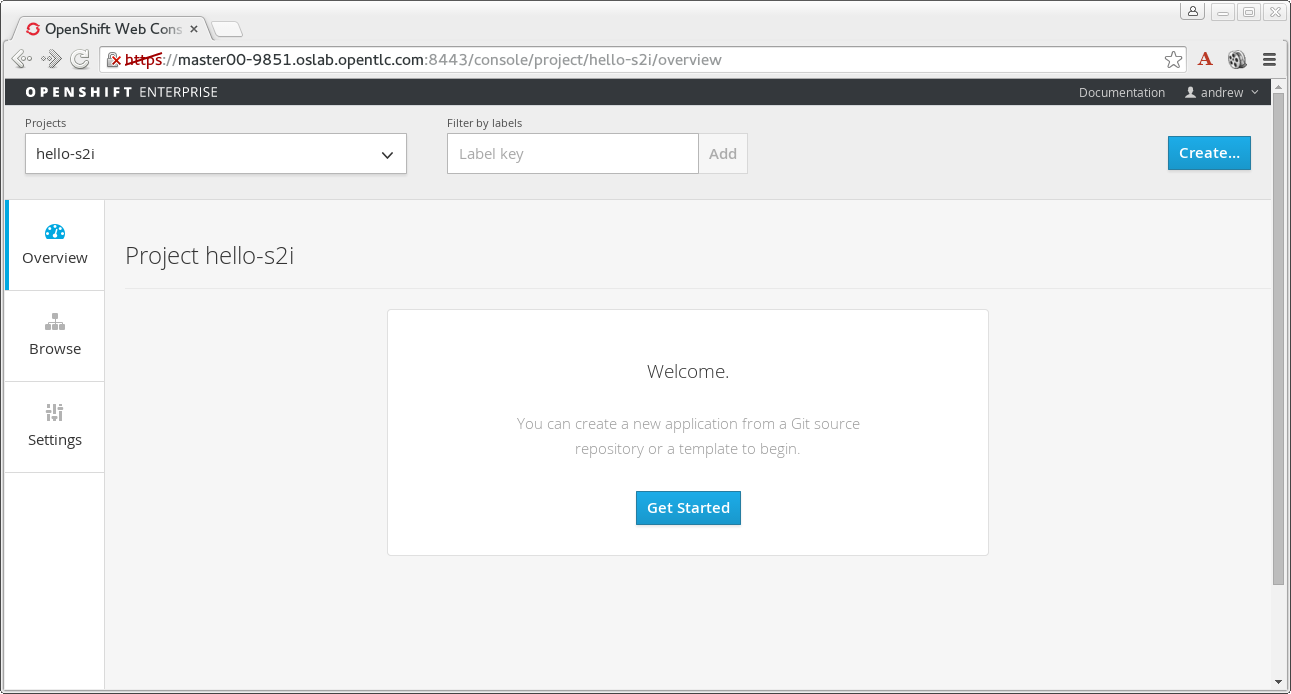 OpenShift Web Cons
https://master00-9851.oslab.opentlc.com:8443/console/project/hello-s2i/overview
A
OPENSHIFT ENTERPRISE
Documentation
andrew
Projects
Filter by labels
hello-s2i
Label key
Add
Create...
Overview
Browse
Settings
Project hello-s2i
Welcome.
You can create a new application from a Git source
repository or a template to begin.
Get Started